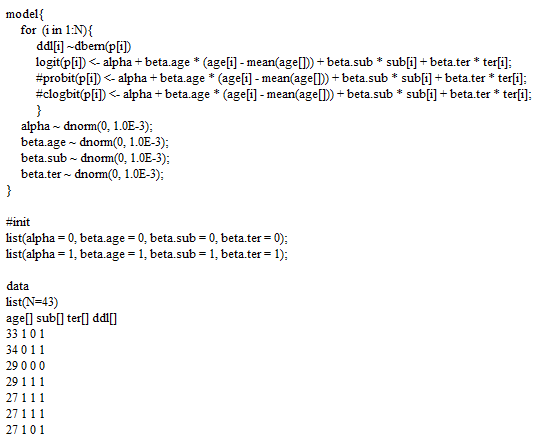 model{
for (i in 1:N){
ddl[i] ~dbern(p[i])
logit(p[i]) <- alpha + beta.age * (age[i] - mean(age[])) + beta.sub * sub[i] + beta.ter * ter[i];
#probit(p[i]) <- alpha + beta.age * (age[i] - mean(age[])) + beta.sub * sub[i] + beta.ter * ter[i];
#clogbit(p[i]) <- alpha + beta.age * (age[i] - mean(age[])) + beta.sub * sub[i] + beta.ter * ter[i];
}
alpha ~ dnorm(0, 1.0E-3);
beta.age ~ dnorm(0, 1.0E-3);
beta.sub ~ dnorm(0, 1.0E-3);
beta.ter ~ dnorm(0, 1.0E-3);
}
#init
list(alpha = 0, beta.age = 0, beta.sub = 0, beta.ter = 0);
list(alpha = 1, beta.age = 1, beta.sub = 1, beta.ter = 1);
data
list(N=43)
age[] sub[] ter[] ddl[]
33 1 0 1
34 0 1 1
29 0 0 0
29 1 1 1
27 1 1 1
27 1 1 1
27 1 0 1